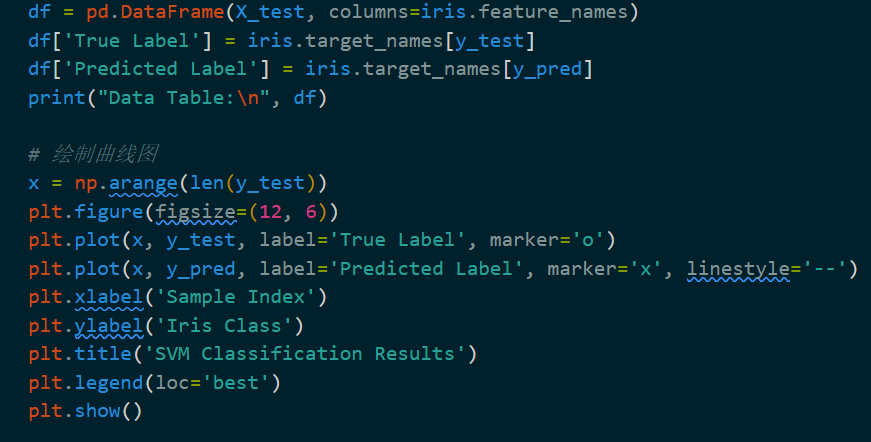 df = pd.DataFrame(X_test, columns=iris.feature_names)
df['True Label'] = iris.target_names[y_test]
df['Predicted Label'] = iris.target_names[y_pred]
print("Data Table:\n", df)
# 绘制曲线图
x = np.arange(len(y_test))
plt.figure(figsize=(12, 6))
plt.plot(x, y_test, label='True Label', marker='o')
plt.plot(x, y_pred, label='Predicted Label', marker='x', linestyle='--')
plt.xlabel('Sample Index')
plt.ylabel('Iris Class')
plt.title('SVM Classification Results')
plt.legend(loc='best')
plt.show()